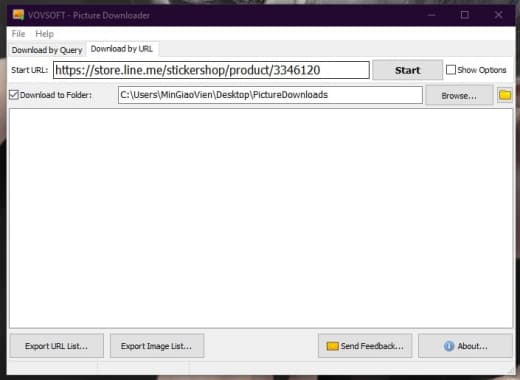 VOVSOFT - Picture Downloader
File Help
Download by Query Download by URL
Start URL: https://store.line.me/stickershop/product/3346120 Start Show Options
Download to Folder: C:\Users\MinGiaoVien\Desktop\PictureDownloads Browse...
Export URL List... Export Image List... Send Feedback... About...